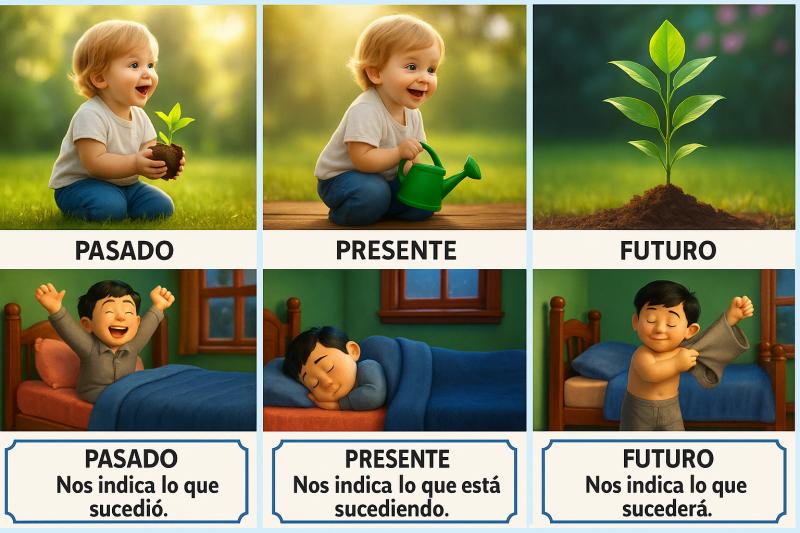 PASADO
PRESENTE
FUTURO
PASADO
Nos indica lo que
sucedió.
PRESENTE
Nos indica lo que está
sucediendo.
FUTURO
Nos indica lo que
sucederá.